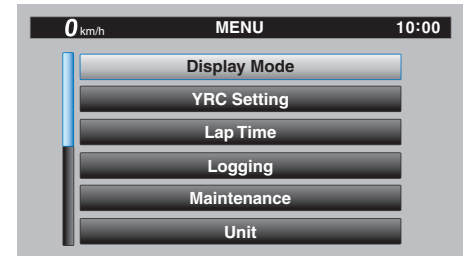 0 km/h MENU 10:00
Display Mode
YRC Setting
Lap Time
Logging
Maintenance
Unit